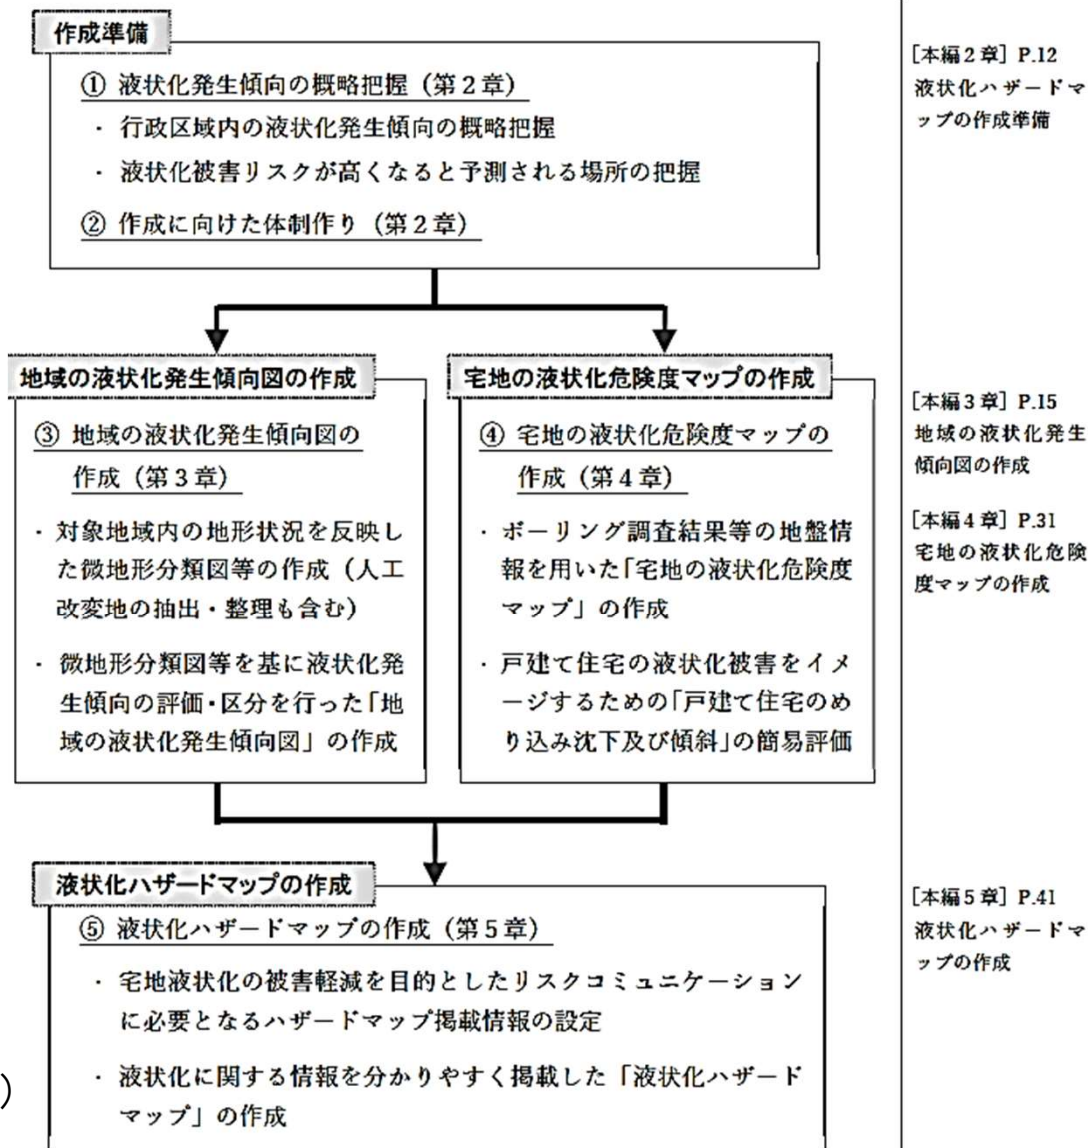 作成準備
① 液状化発生傾向の概略把握（第２章）
・ 行政区域内の液状化発生傾向の概略把握
・ 液状化被害リスクが高くなると予測される場所の把握
② 作成に向けた体制作り（第２章）
［本編２章］P.12
液状化ハザードマ
ップの作成準備
地域の液状化発生傾向図の作成
③ 地域の液状化発生傾向図の
作成（第３章）
・ 対象地域内の地形状況を反映し
た微地形分類図等の作成（人工
改変地の抽出・整理も含む）
・ 微地形分類図等を基に液状化発
生傾向の評価・区分を行った「地
域の液状化発生傾向図」の作成
宅地の液状化危険度マップの作成
④ 宅地の液状化危険度マップの
作成（第４章）
・ ボーリング調査結果等の地盤情
報を用いた「宅地の液状化危険度
マップ」の作成
・ 戸建て住宅の液状化被害をイメ
ージするための「戸建て住宅のめ
り込み沈下及び傾斜」の簡易評価
［本編３章］P.15
地域の液状化発生
傾向図の作成
［本編４章］P.31
宅地の液状化危険
度マップの作成
液状化ハザードマップの作成
⑤ 液状化ハザードマップの作成（第５章）
・ 宅地液状化の被害軽減を目的としたリスクコミュニケーション
に必要となるハザードマップ掲載情報の設定
・ 液状化に関する情報を分かりやすく掲載した「液状化ハザード
マップ」の作成
［本編５章］P.41
液状化ハザードマ
ップの作成
）